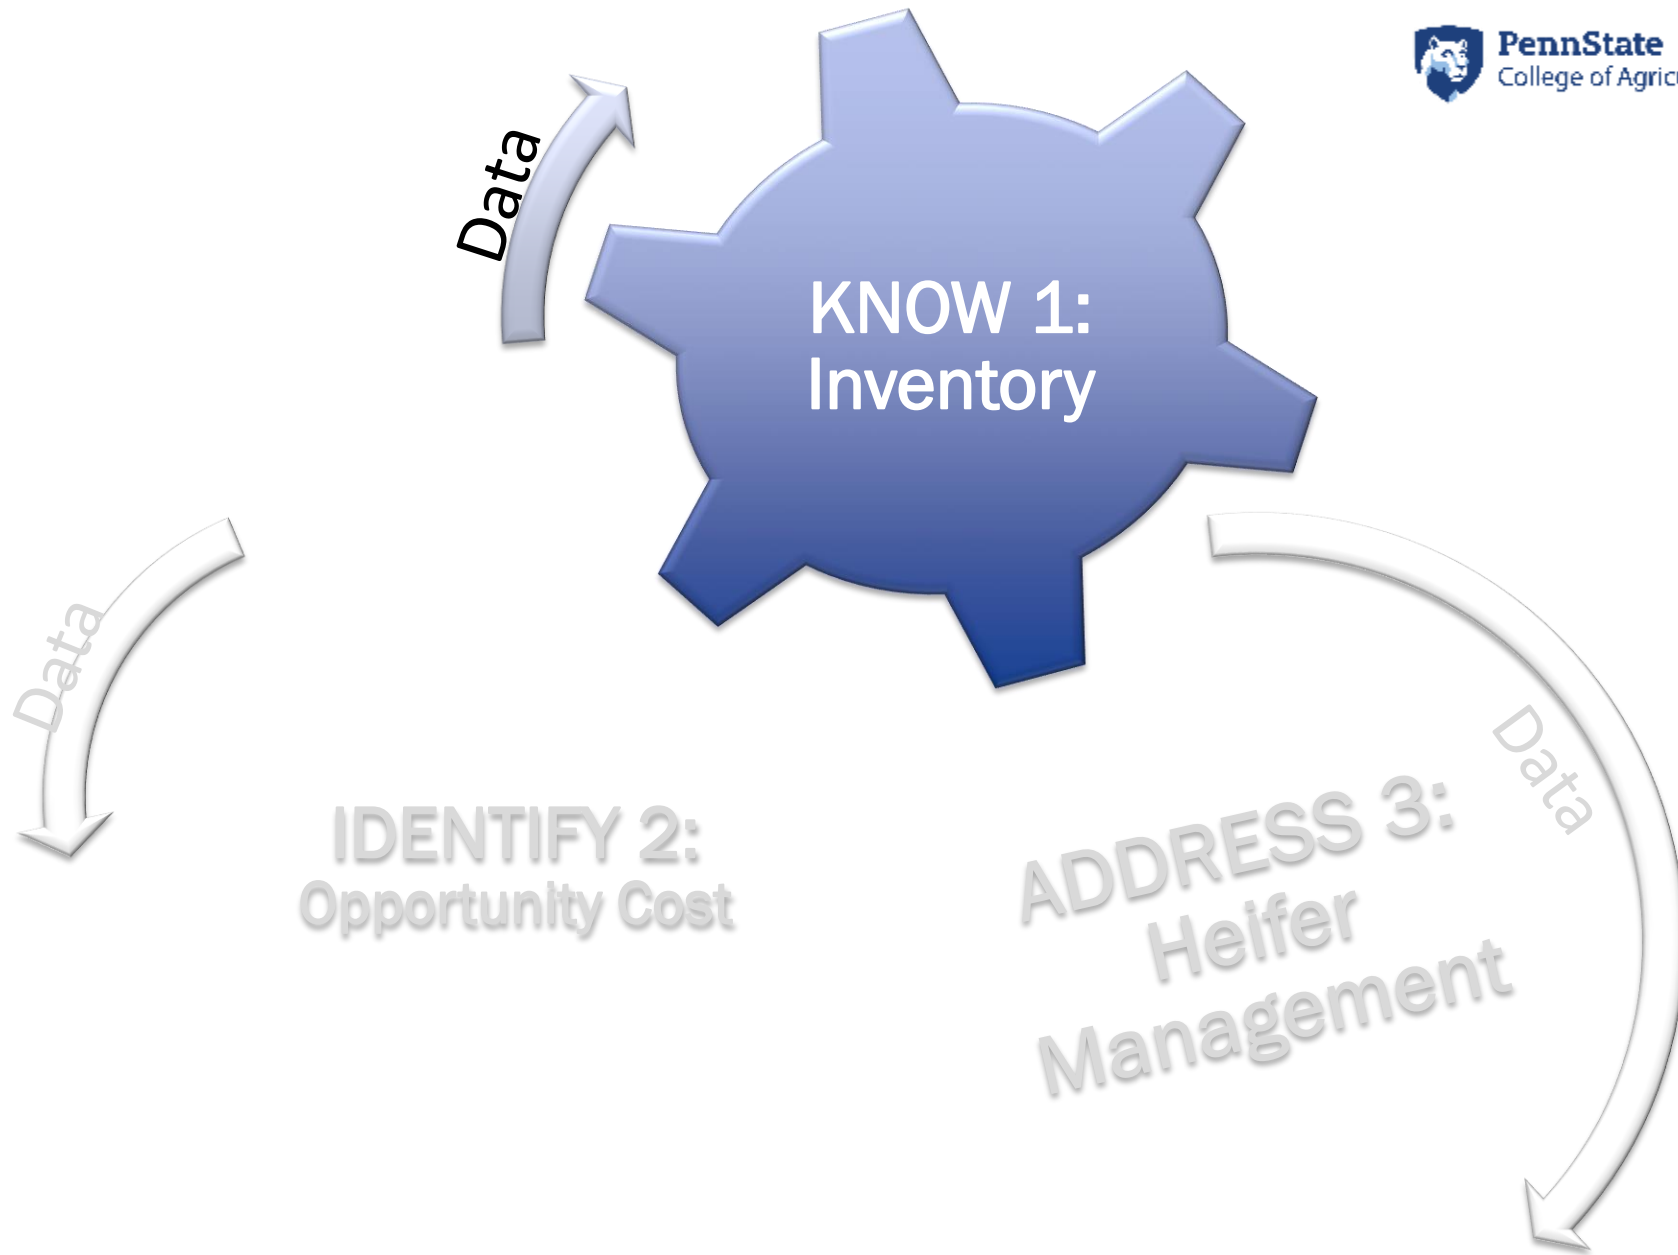 PennState
College of Agric
Data
KNOW 1:
Inventory
Data
Data
IDENTIFY 2:
Opportunity Cost
ADDRESS 3:
Heifer
Management